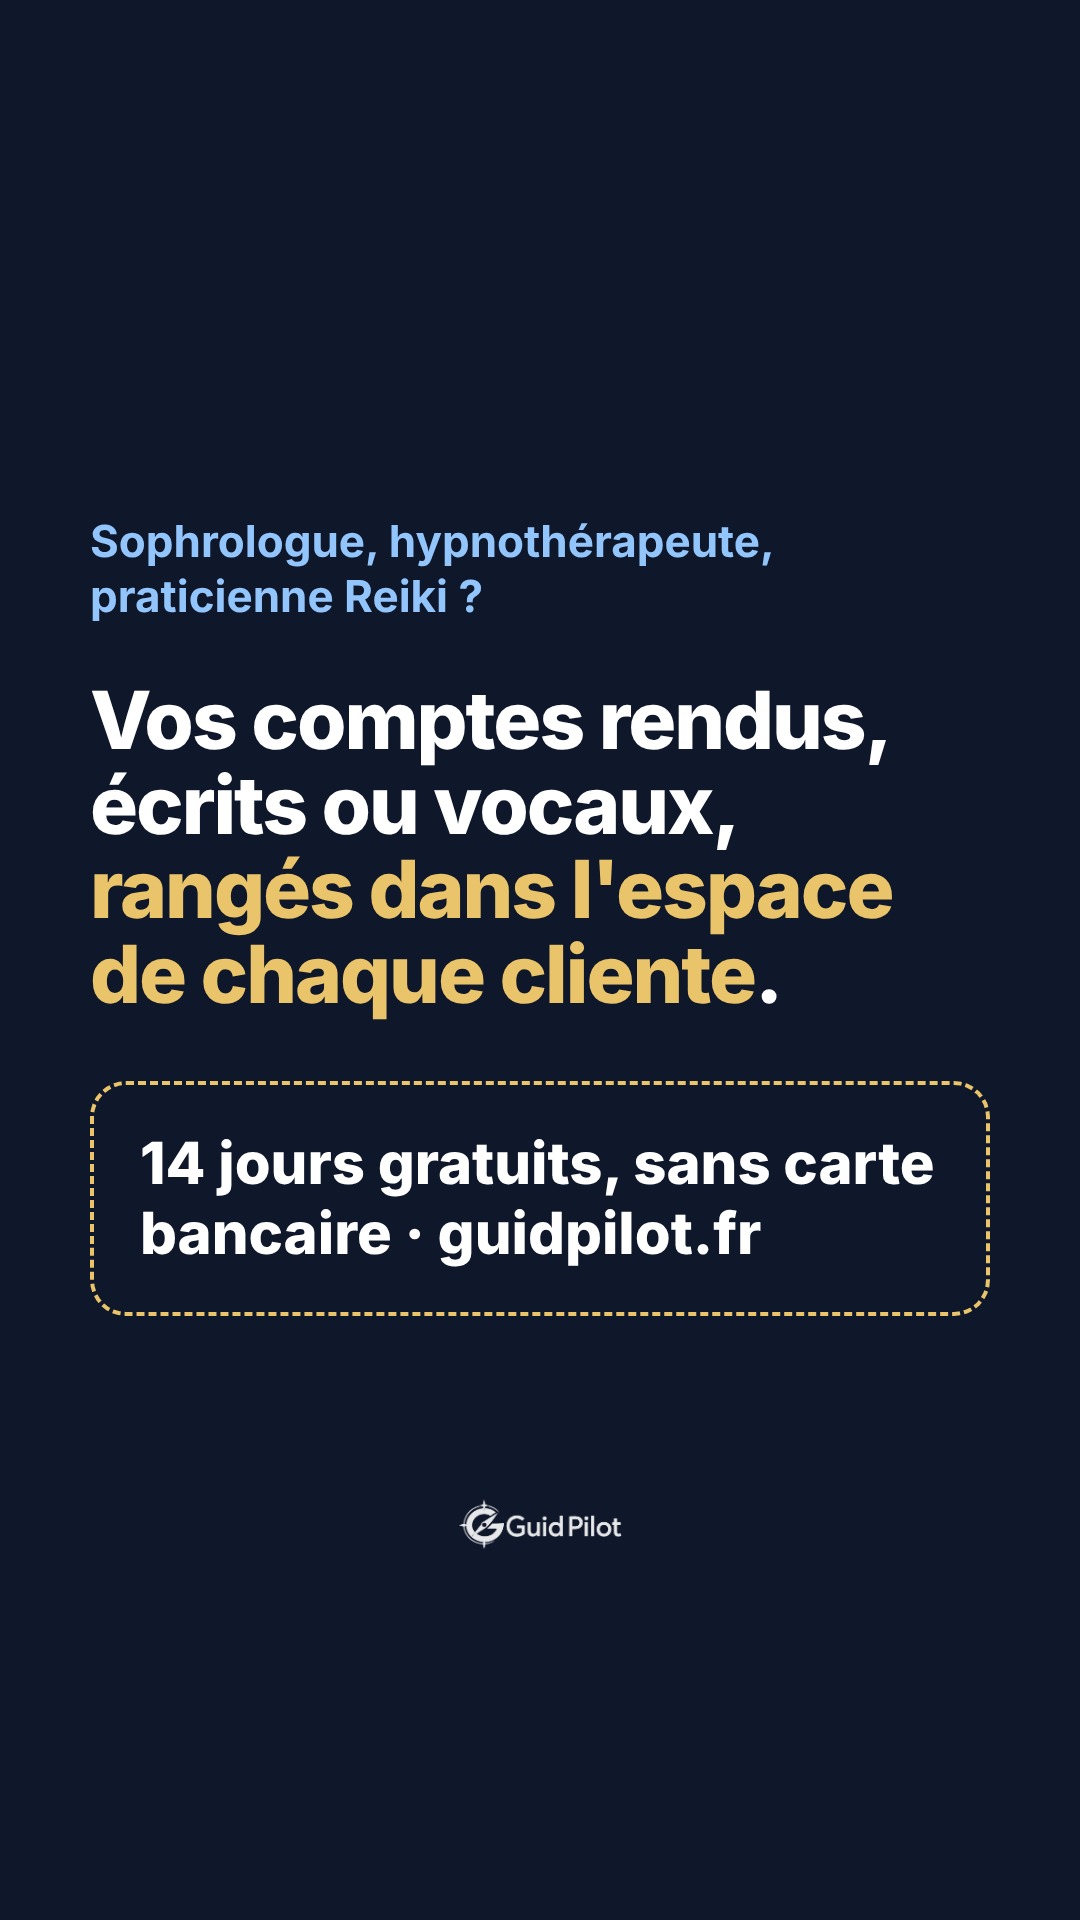 Sophrologue, hypnothérapeute,
praticienne Reiki ?
Vos comptes rendus,
écrits ou vocaux,
rangés dans l'espace
de chaque cliente.
14 jours gratuits, sans carte
bancaire · guidpilot.fr
Guid Pilot